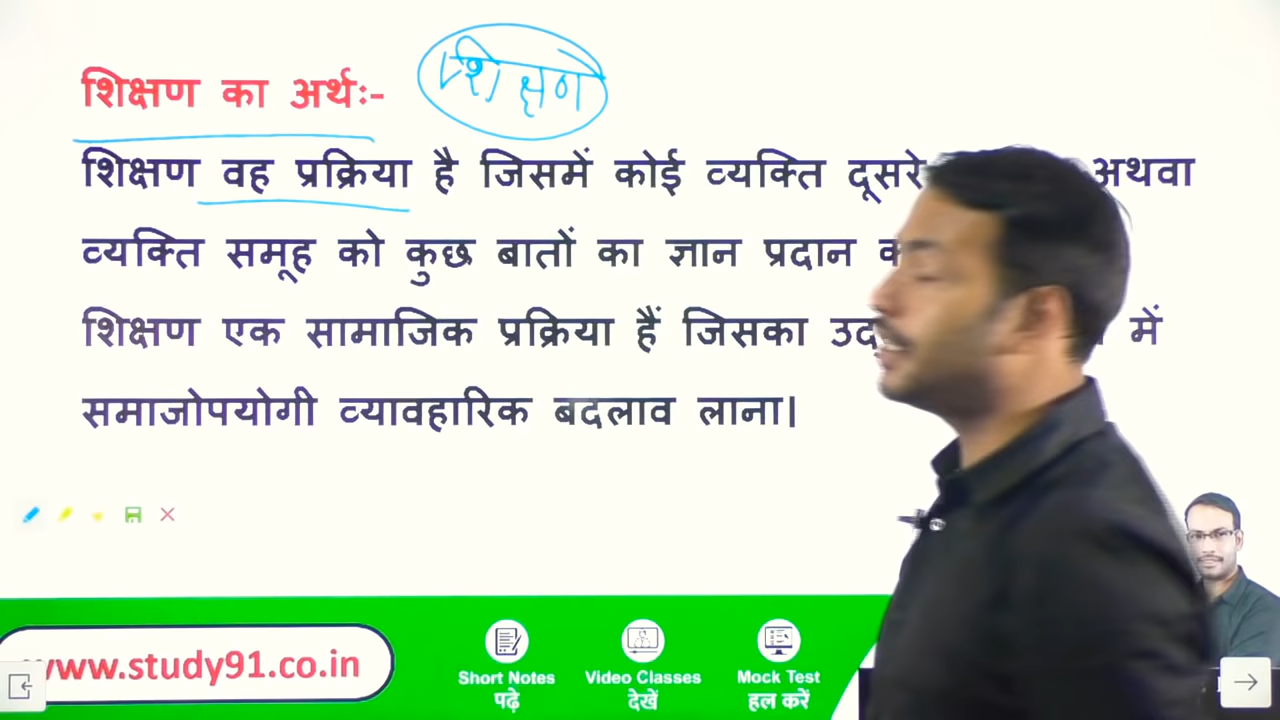 शिक्षण का अर्थः-
शिक्षण
शिक्षण वह प्रक्रिया है जिसमें कोई व्यक्ति दूसरे अथवा
व्यक्ति समूह को कुछ बातों का ज्ञान प्रदान
शिक्षण एक सामाजिक प्रक्रिया हैं जिसका में
समाजोपयोगी व्यावहारिक बदलाव लाना।
www.study91.co.in
Short Notes
पढ़े
Video Classes
देखें
Mock Test
हल करें